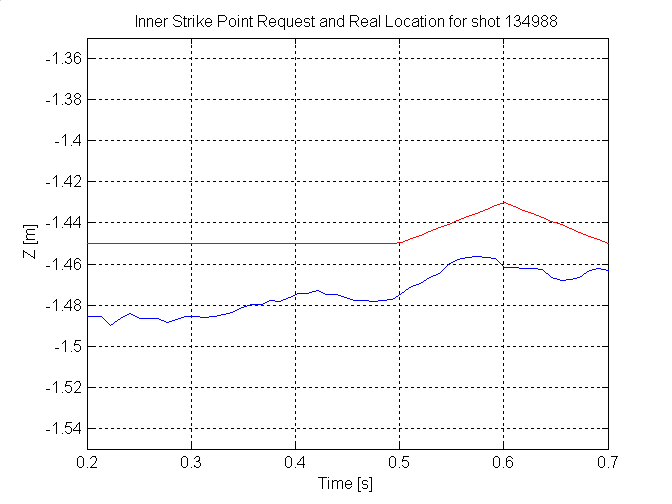 Inner Strike Point Request and Real Location for shot 134988
-1.36
-1.38
-1.4
-1.42
-1.44
-1.46
-1.48
-1.5
-1.52
-1.54
Z [m]
0.2 0.3 0.4 0.5 0.6 0.7
Time [s]